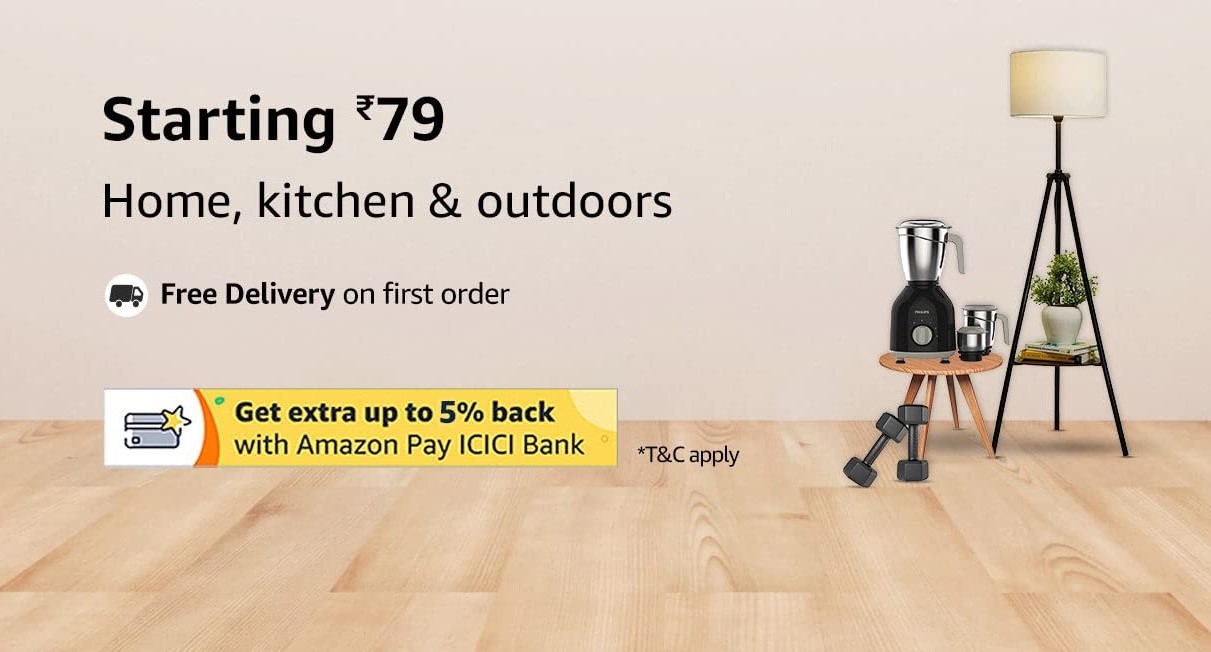 Starting ₹79
Home, kitchen & outdoors
Free Delivery on first order
Get extra up to 5% back
with Amazon Pay ICICI Bank
*T&C apply
PHILIPS